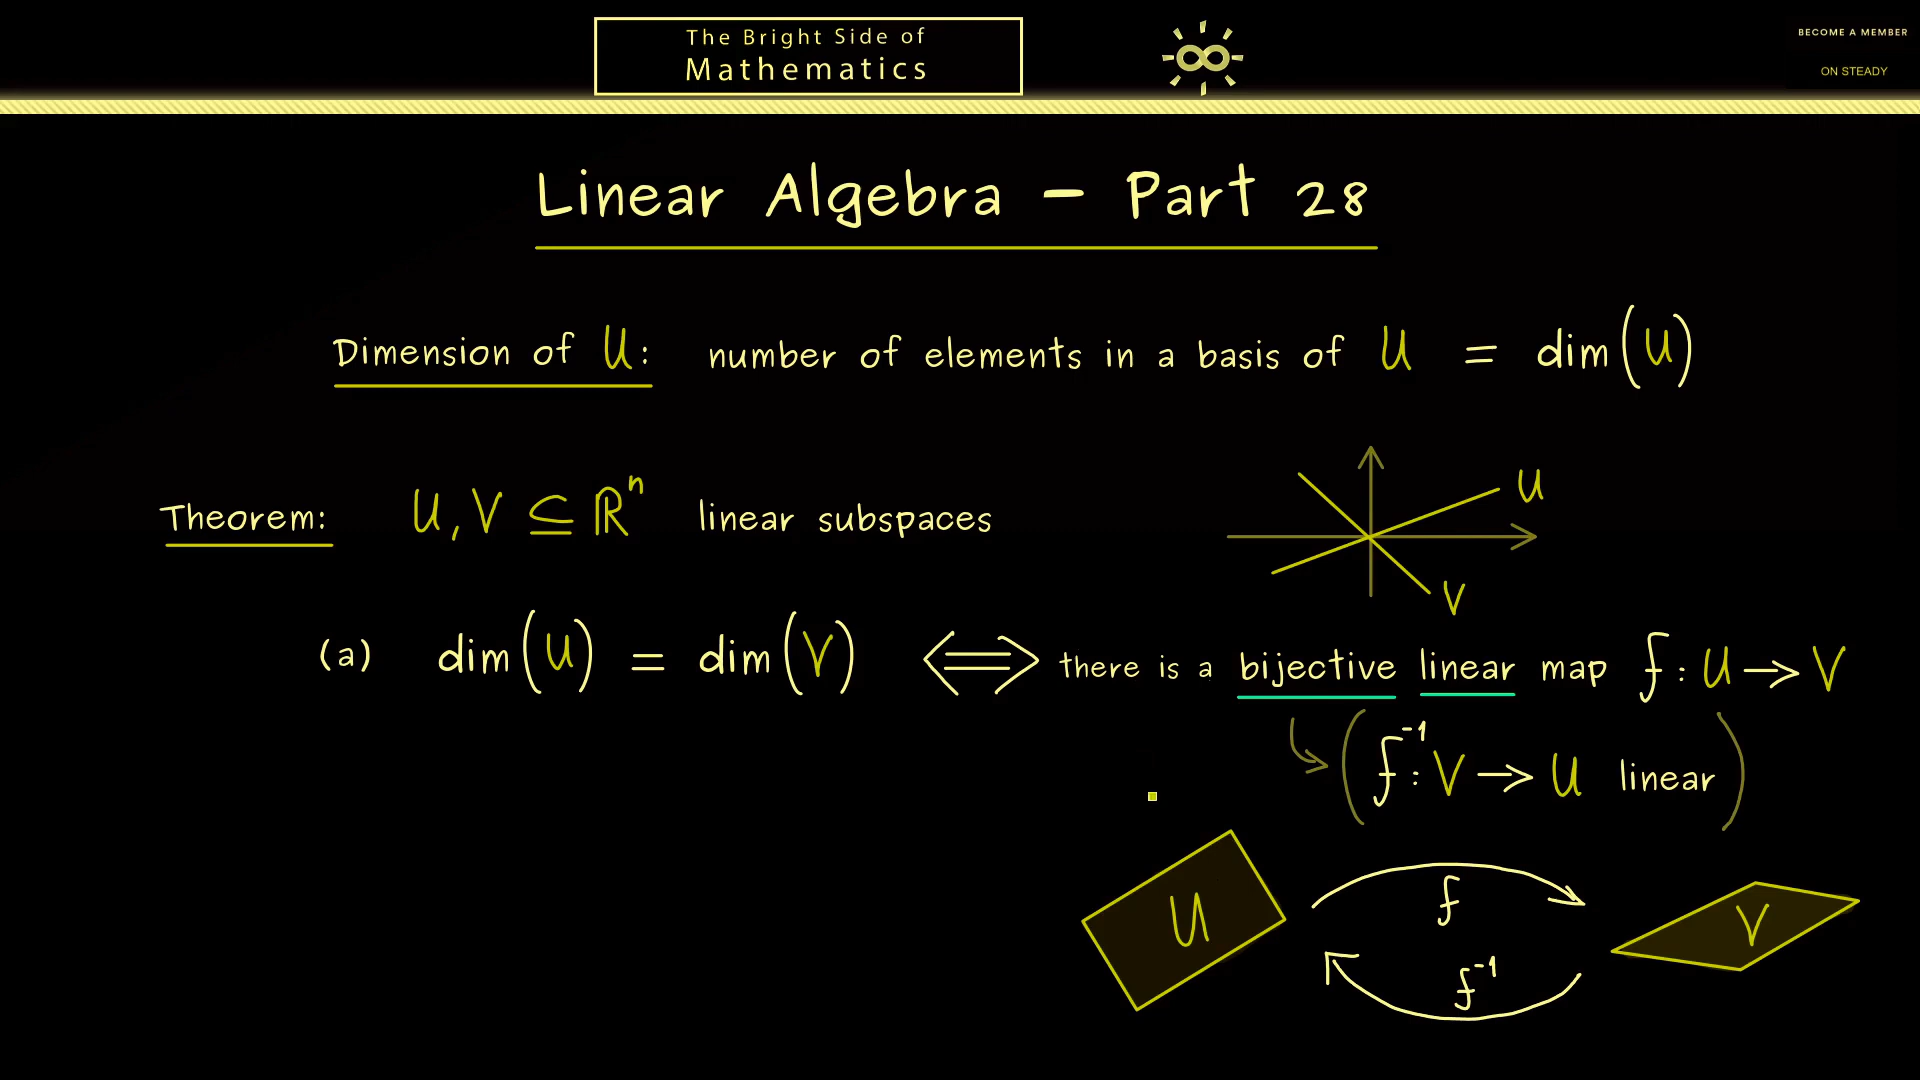 The Bright Side of
Mathematics
BECOME A MEMBER
ON STEADY
Linear Algebra – Part 28
Dimension of U: number of elements in a basis of U = dim(U)
Theorem: U, V ⊆ ℝⁿ linear subspaces
U
V
(a) dim(U) = dim(V) ⟺ there is a bijective linear map f: U → V
(f⁻¹: V → U linear)
U
f
V
f⁻¹